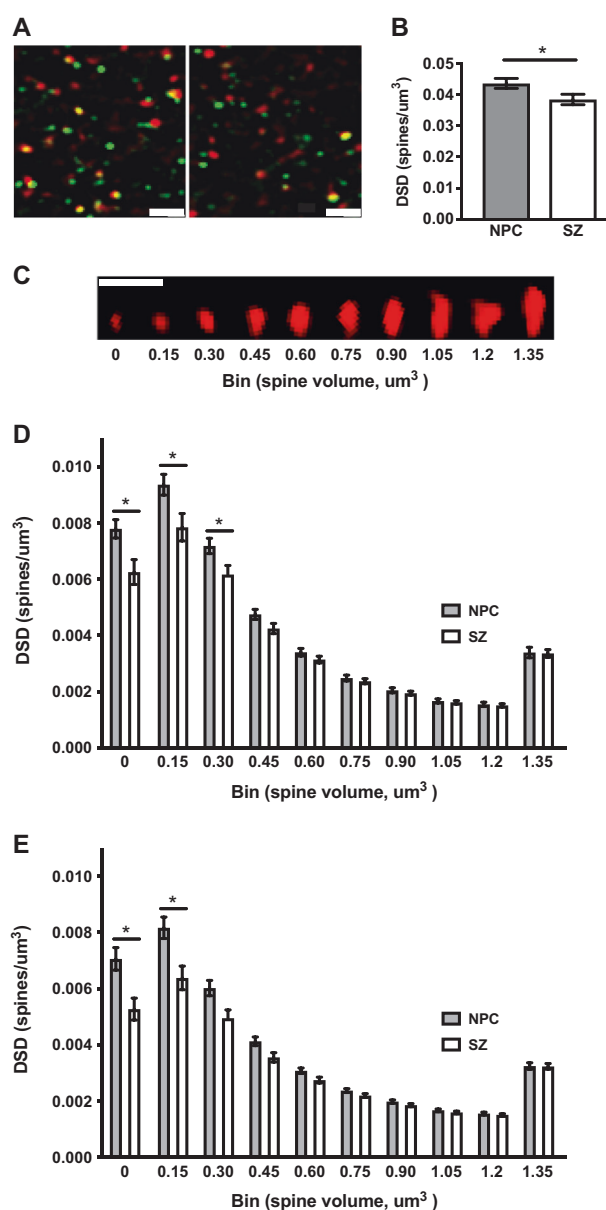 A
B
*
0.05
0.04
0.03
0.02
0.01
0.00
DSD (spines/um³)
NPC SZ
C
0 0.15 0.30 0.45 0.60 0.75 0.90 1.05 1.2 1.35
Bin (spine volume, um³ )
D
* * *
0.010
0.008
0.006
0.004
0.002
0.000
DSD (spines/um³)
NPC
SZ
0 0.15 0.30 0.45 0.60 0.75 0.90 1.05 1.2 1.35
Bin (spine volume, um³ )
E
* *
0.010
0.008
0.006
0.004
0.002
0.000
DSD (spines/um³)
NPC
SZ
0 0.15 0.30 0.45 0.60 0.75 0.90 1.05 1.2 1.35
Bin (spine volume, um³ )